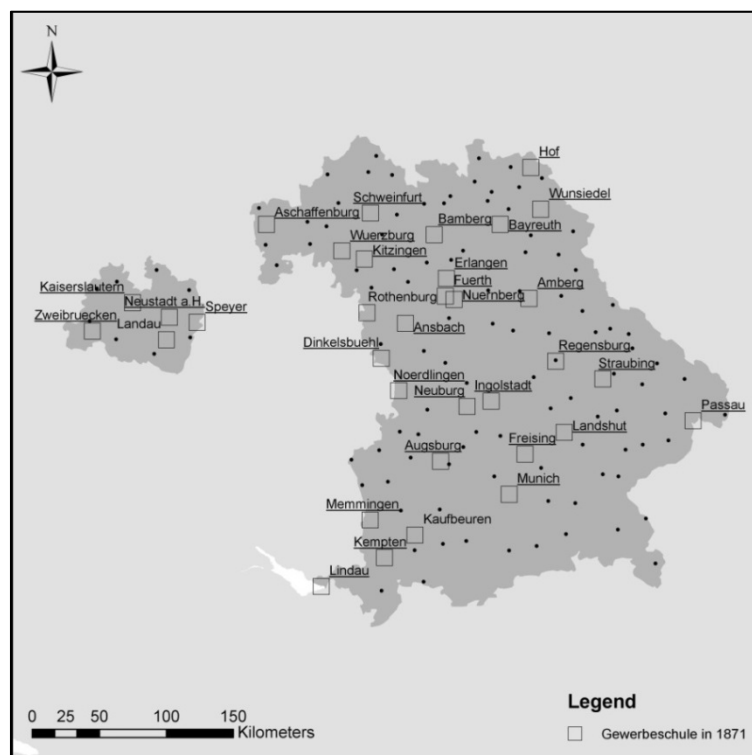 N
Hof
Wunsiedel
Schweinfurt
Aschaffenburg
Bamberg
Bayreuth
Wuerzburg
Kitzingen
Erlangen
Kaiserslautern
Fuerth
Amberg
Neustadt a.H.
Speyer
Rothenburg
Nuernberg
Zweibruecken
Landau
Ansbach
Dinkelsbuehl
Regensburg
Straubing
Noerdlingen
Neuburg
Ingolstadt
Passau
Landshut
Augsburg
Freising
Munich
Memmingen
Kaufbeuren
Kempten
Lindau
Legend
0 25 50 100 150
Kilometers
Gewerbeschule in 1871